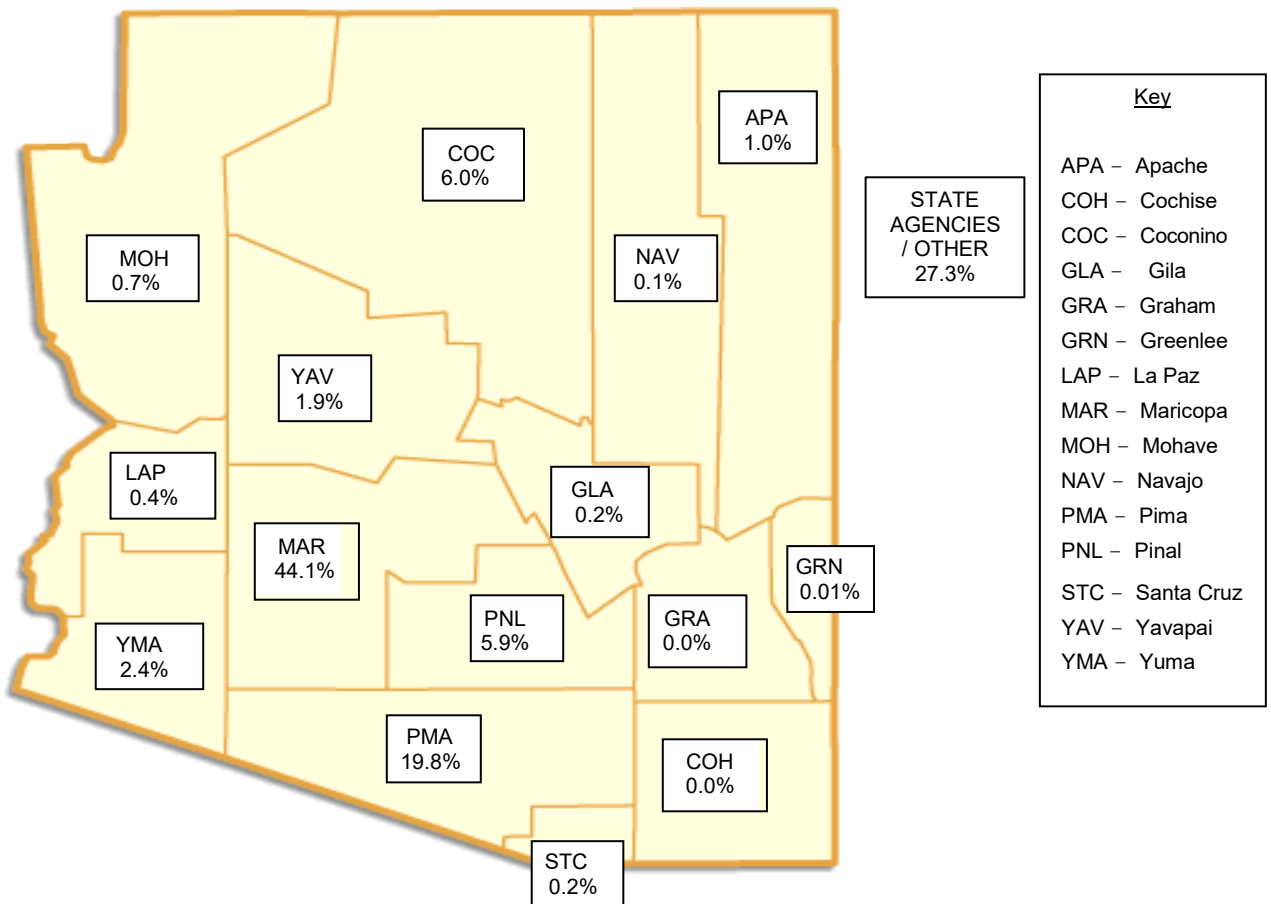 APA
1.0%
COC
6.0%
MOH
0.7%
NAV
0.1%
YAV
1.9%
LAP
0.4%
GLA
0.2%
MAR
44.1%
GRN
0.01%
PNL
5.9%
GRA
0.0%
YMA
2.4%
PMA
19.8%
COH
0.0%
STC
0.2%
STATE
AGENCIES
/ OTHER
27.3%
Key
APA – Apache
COH – Cochise
COC – Coconino
GLA – Gila
GRA – Graham
GRN – Greenlee
LAP – La Paz
MAR – Maricopa
MOH – Mohave
NAV – Navajo
PMA – Pima
PNL – Pinal
STC – Santa Cruz
YAV – Yavapai
YMA – Yuma